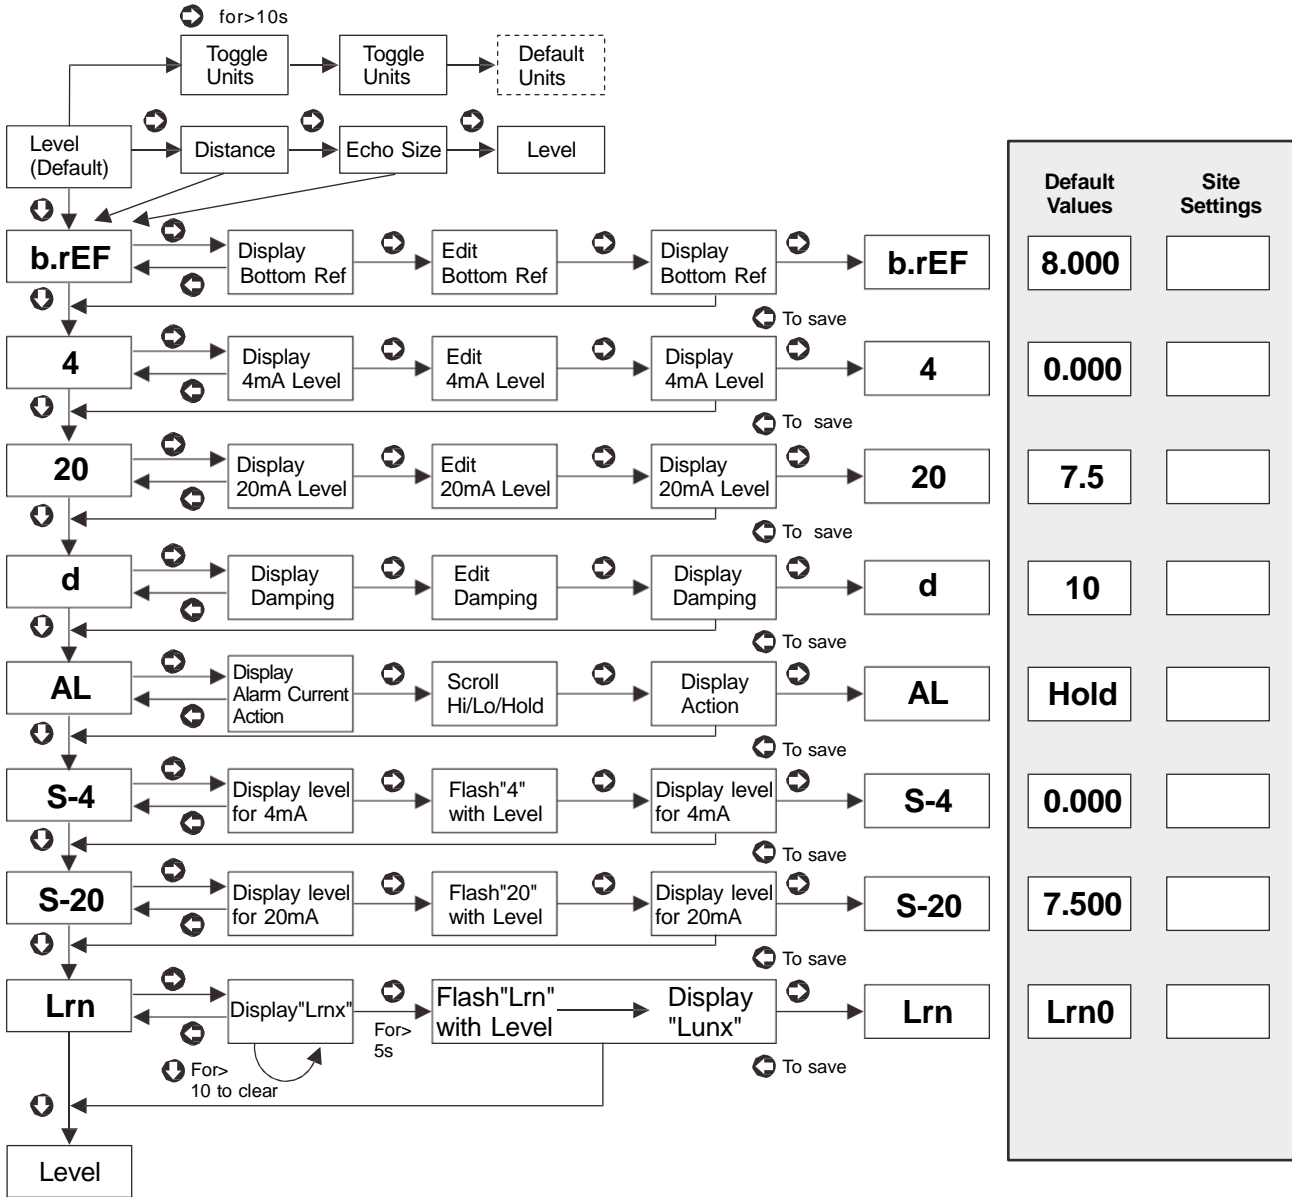 for>10s
Toggle
Units
Toggle
Units
Default
Units
Level
(Default)
Distance
Echo Size
Level
Default
Values
Site
Settings
b.rEF
Display
Bottom Ref
Edit
Bottom Ref
Display
Bottom Ref
b.rEF
8.000
To save
4
Display
4mA Level
Edit
4mA Level
Display
4mA Level
4
0.000
To save
20
Display
20mA Level
Edit
20mA Level
Display
20mA Level
20
7.5
To save
d
Display
Damping
Edit
Damping
Display
Damping
d
10
To save
AL
Display
Alarm Current
Action
Scroll
Hi/Lo/Hold
Display
Action
AL
Hold
To save
S-4
Display level
for 4mA
Flash"4"
with Level
Display level
for 4mA
S-4
0.000
To save
S-20
Display level
for 20mA
Flash"20"
with Level
Display level
for 20mA
S-20
7.500
To save
Lrn
Display"Lrnx"
For>
5s
Flash"Lrn"
with Level
Display
"Lunx"
Lrn
Lrn0
For>
10 to clear
To save
Level